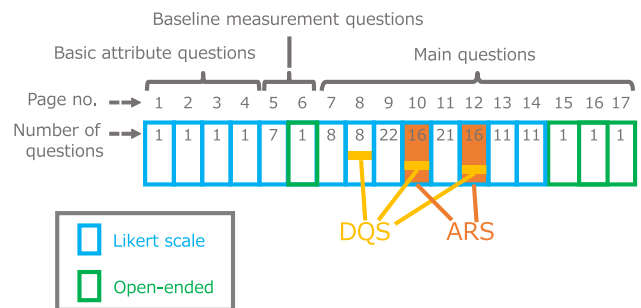 Baseline measurement questions
Basic attribute questions Main questions
Page no. 1 2 3 4 5 6 7 8 9 10 11 12 13 14 15 16 17
Number of questions 1 1 1 1 7 1 8 8 22 16 21 16 11 11 1 1 1
DQS ARS
Likert scale
Open-ended